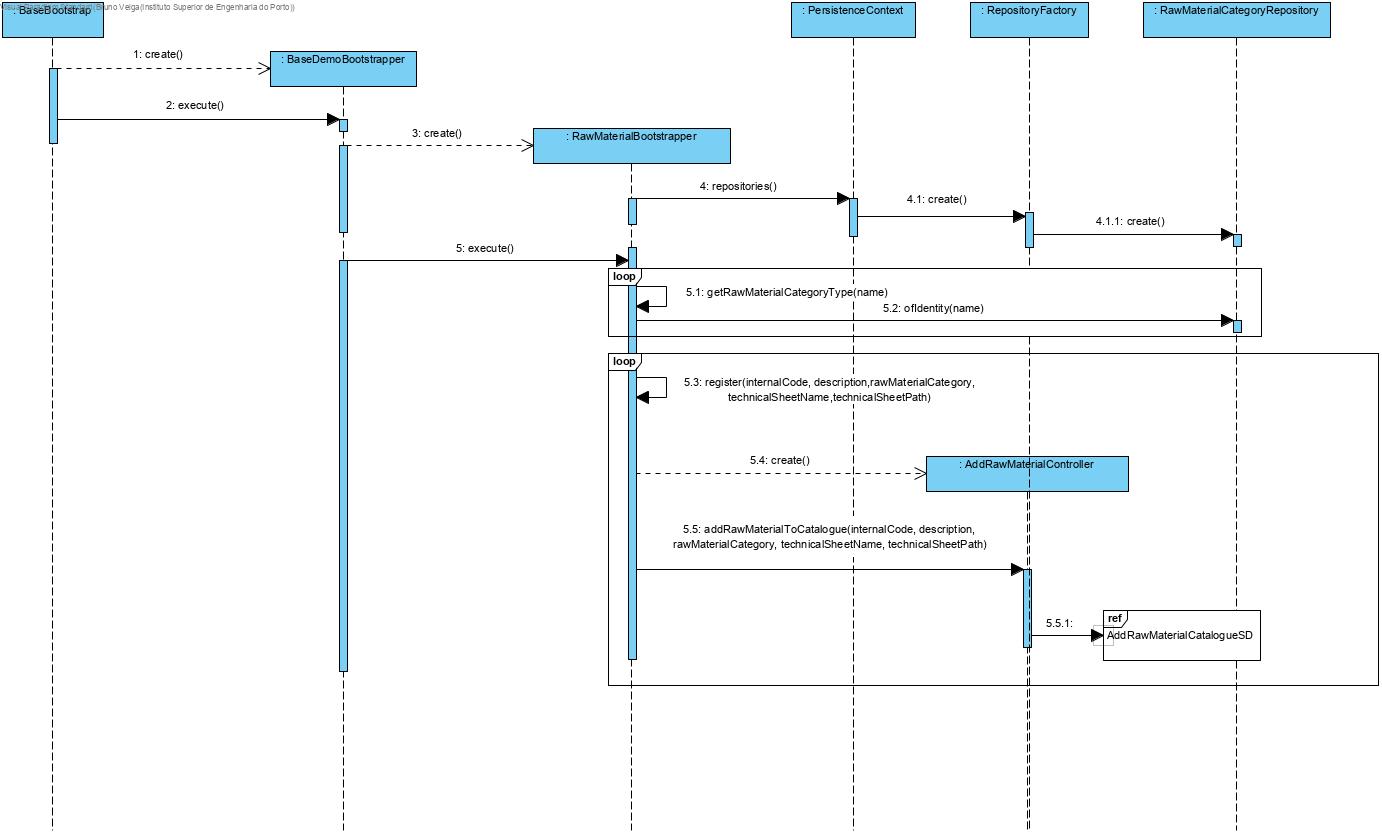 Visual Paradigm Standard(Bruno Veiga(Instituto Superior de Engenharia do Porto))
: BaseBootstrap
: PersistenceContext
: RepositoryFactory
: RawMaterialCategoryRepository
1: create()
: BaseDemoBootstrapper
2: execute()
3: create()
: RawMaterialBootstrapper
4: repositories()
4.1: create()
4.1.1: create()
5: execute()
loop
5.1: getRawMaterialCategoryType(name)
5.2: ofIdentity(name)
loop
5.3: register(internalCode, description,rawMaterialCategory,
technicalSheetName,technicalSheetPath)
5.4: create()
: AddRawMaterialController
5.5: addRawMaterialToCatalogue(internalCode, description,
rawMaterialCategory, technicalSheetName, technicalSheetPath)
5.5.1:
ref
AddRawMaterialCatalogueSD